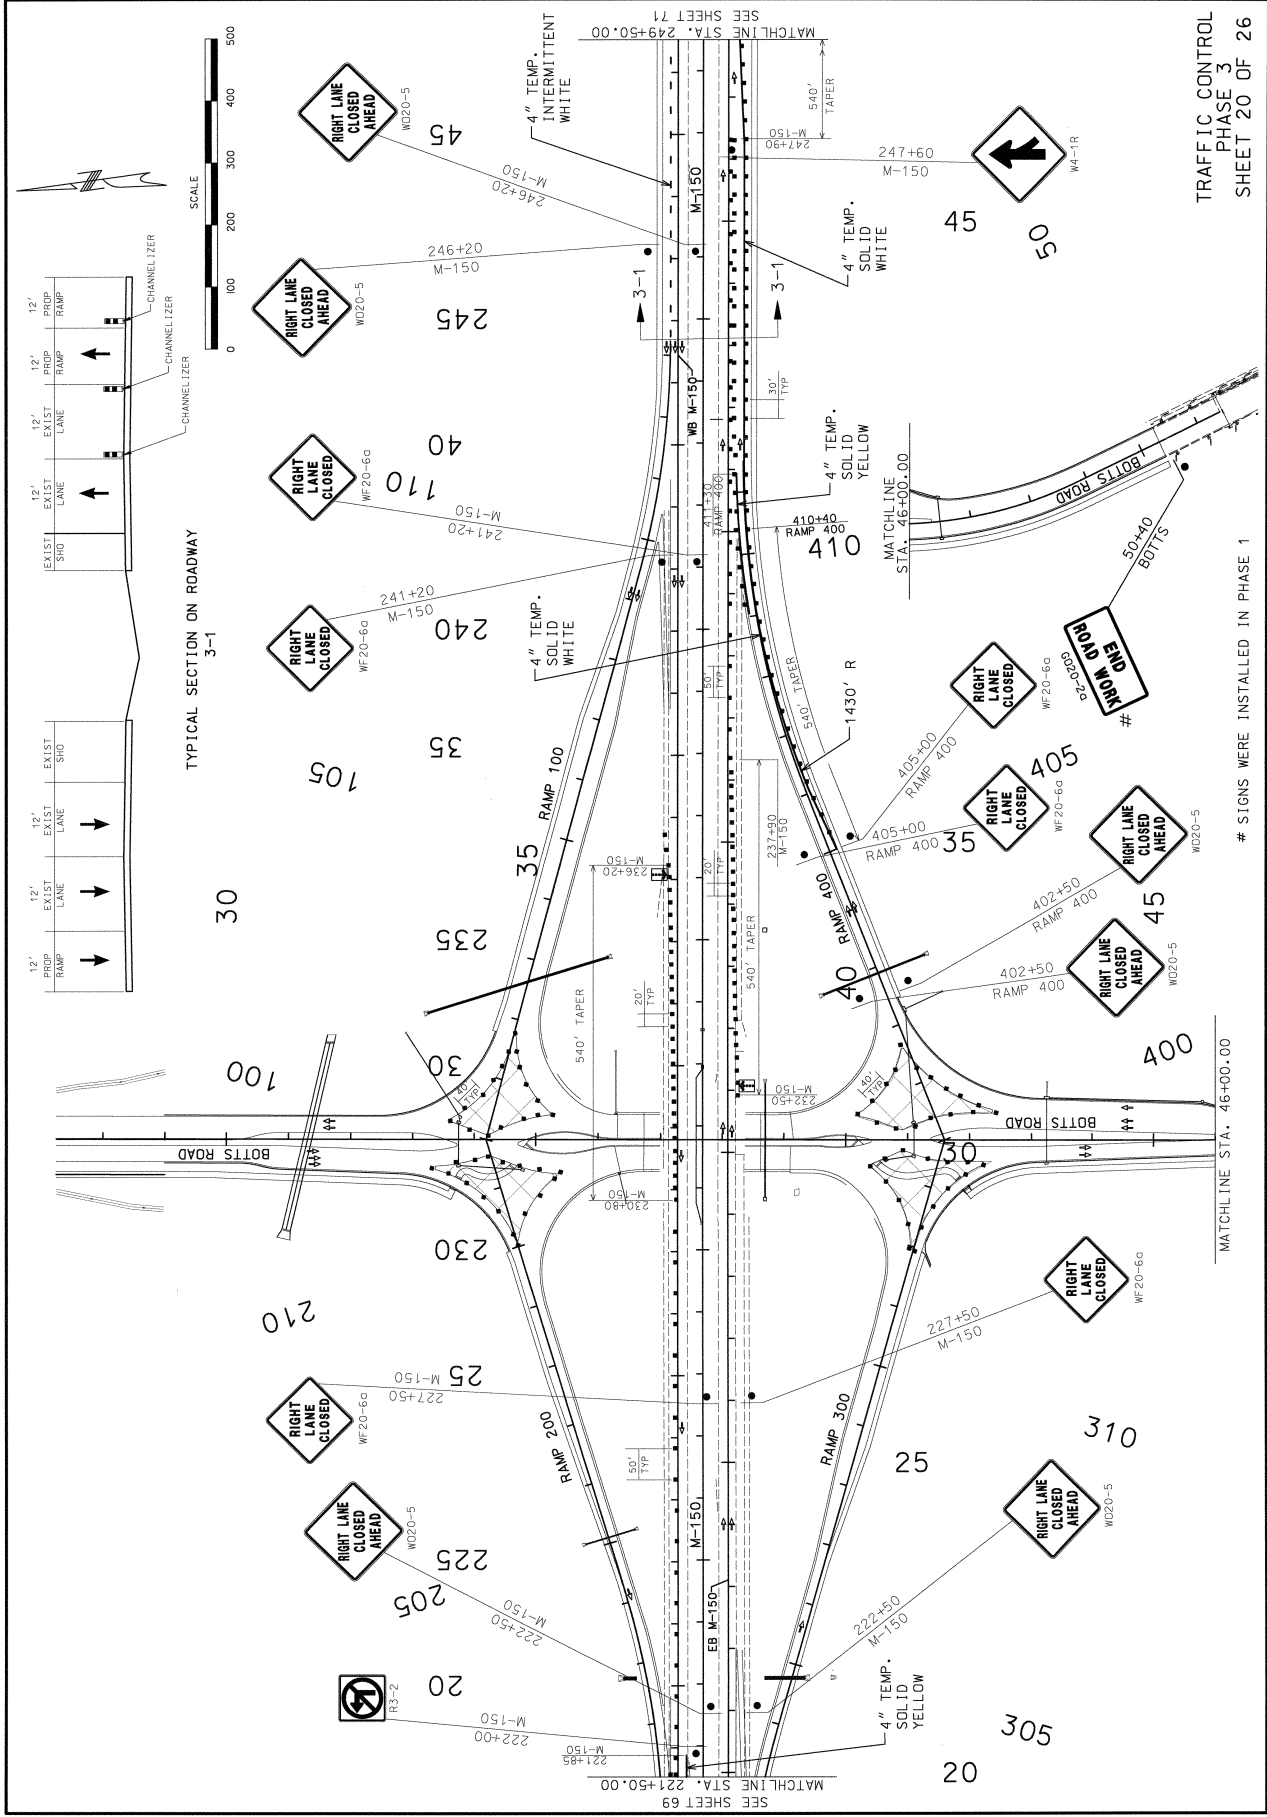 MATCHLINE STA. 249+50.00
SEE SHEET 71
TRAFFIC CONTROL
PHASE 3
SHEET 20 OF 26
SCALE
0
100
200
300
400
500
12'
PROP
RAMP
12'
EXIST
LANE
12'
EXIST
LANE
EXIST
SHO
EXIST
SHO
12'
EXIST
LANE
12'
EXIST
LANE
12'
PROP
RAMP
12'
PROP
RAMP
CHANNELIZER
CHANNELIZER
CHANNELIZER
TYPICAL SECTION ON ROADWAY
3-1
RIGHT LANE
CLOSED
AHEAD
WO20-5
246+20
M-150
RIGHT LANE
CLOSED
AHEAD
WO20-5
246+20
M-150
4" TEMP.
INTERMITTENT
WHITE
RIGHT
LANE
CLOSED
WF20-6a
241+20
M-150
RIGHT
LANE
CLOSED
WF20-6a
241+20
M-150
4" TEMP.
SOLID
WHITE
45
245
40
110
240
35
105
30
35
235
30
100
230
210
25
225
205
20
3-1
3-1
M-150
WB M-150
540'
TAPER
247+90
M-150
247+60
M-150
W4-1R
45
50
4" TEMP.
SOLID
WHITE
30'
TYP
4" TEMP.
SOLID
YELLOW
411+30
RAMP 400
410+40
RAMP 400
410
MATCHLINE
STA. 46+00.00
BOTTS ROAD
50+40
BOTTS
END
ROAD WORK
GO20-2a
#
# SIGNS WERE INSTALLED IN PHASE 1
50'
TYP
540' TAPER
1430' R
RAMP 100
RIGHT
LANE
CLOSED
WF20-6a
405+00
RAMP 400
RIGHT
LANE
CLOSED
WF20-6a
405+00
RAMP 400
405
35
RIGHT LANE
CLOSED
AHEAD
WO20-5
402+50
RAMP 400
RIGHT LANE
CLOSED
AHEAD
WO20-5
402+50
RAMP 400
45
40
400
RAMP 400
237+90
M-150
20'
TYP
540' TAPER
232+50
M-150
236+20
M-150
20'
TYP
540' TAPER
230+80
M-150
40'
TYP
40'
TYP
BOTTS ROAD
BOTTS ROAD
30
MATCHLINE STA. 46+00.00
RIGHT
LANE
CLOSED
WF20-6a
227+50
M-150
RIGHT
LANE
CLOSED
WF20-6a
227+50
M-150
RIGHT LANE
CLOSED
AHEAD
WO20-5
222+50
M-150
RIGHT LANE
CLOSED
AHEAD
WO20-5
222+50
M-150
R3-2
222+00
M-150
221+85
M-150
RAMP 200
RAMP 300
50'
TYP
M-150
EB M-150
310
25
305
20
4" TEMP.
SOLID
YELLOW
MATCHLINE STA. 221+50.00
SEE SHEET 69